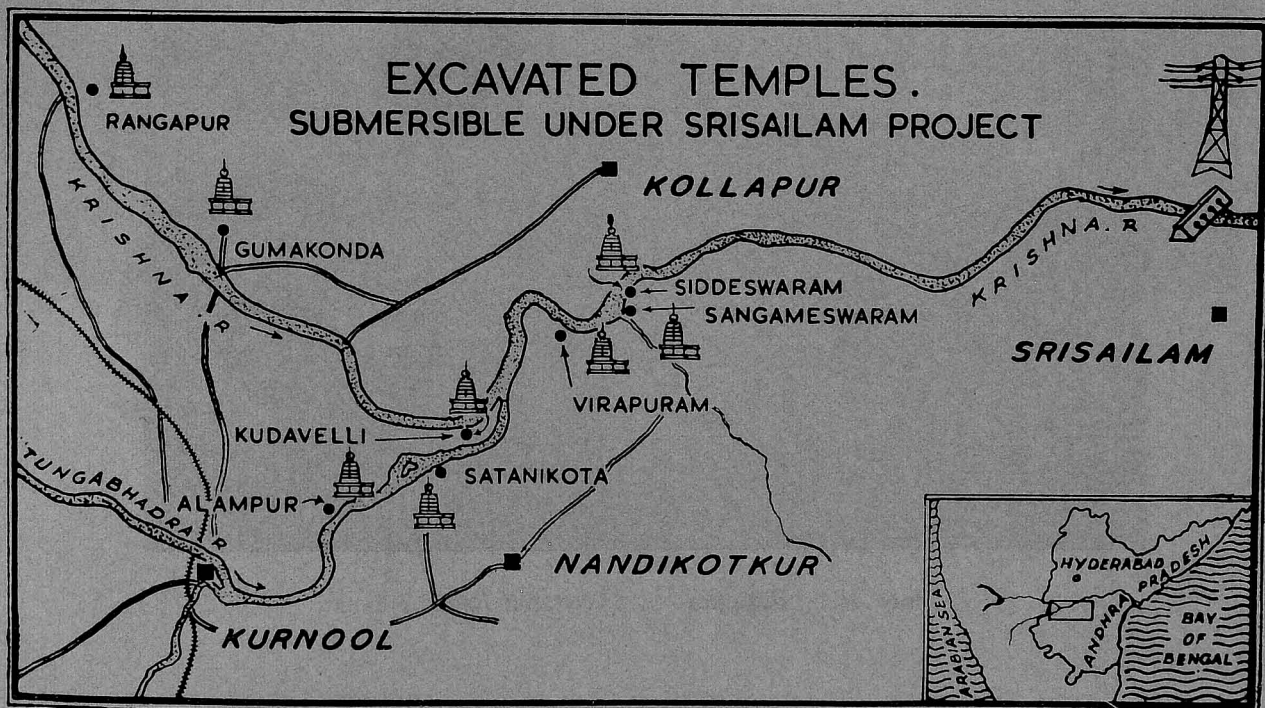 EXCAVATED TEMPLES.
SUBMERSIBLE UNDER SRISAILAM PROJECT
RANGAPUR
KOLLAPUR
KRISHNA.R
GUMAKONDA
SIDDESWARAM
KRISHNA.R
SANGAMESWARAM
SRISAILAM
VIRAPURAM
KUDAVELLI
TUNGABHADRA R
SATANIKOTA
ALAMPUR
NANDIKOTKUR
KURNOOL
HYDERABAD
ANDHRA PRADESH
ARABIAN SEA
BAY
OF
BENGAL